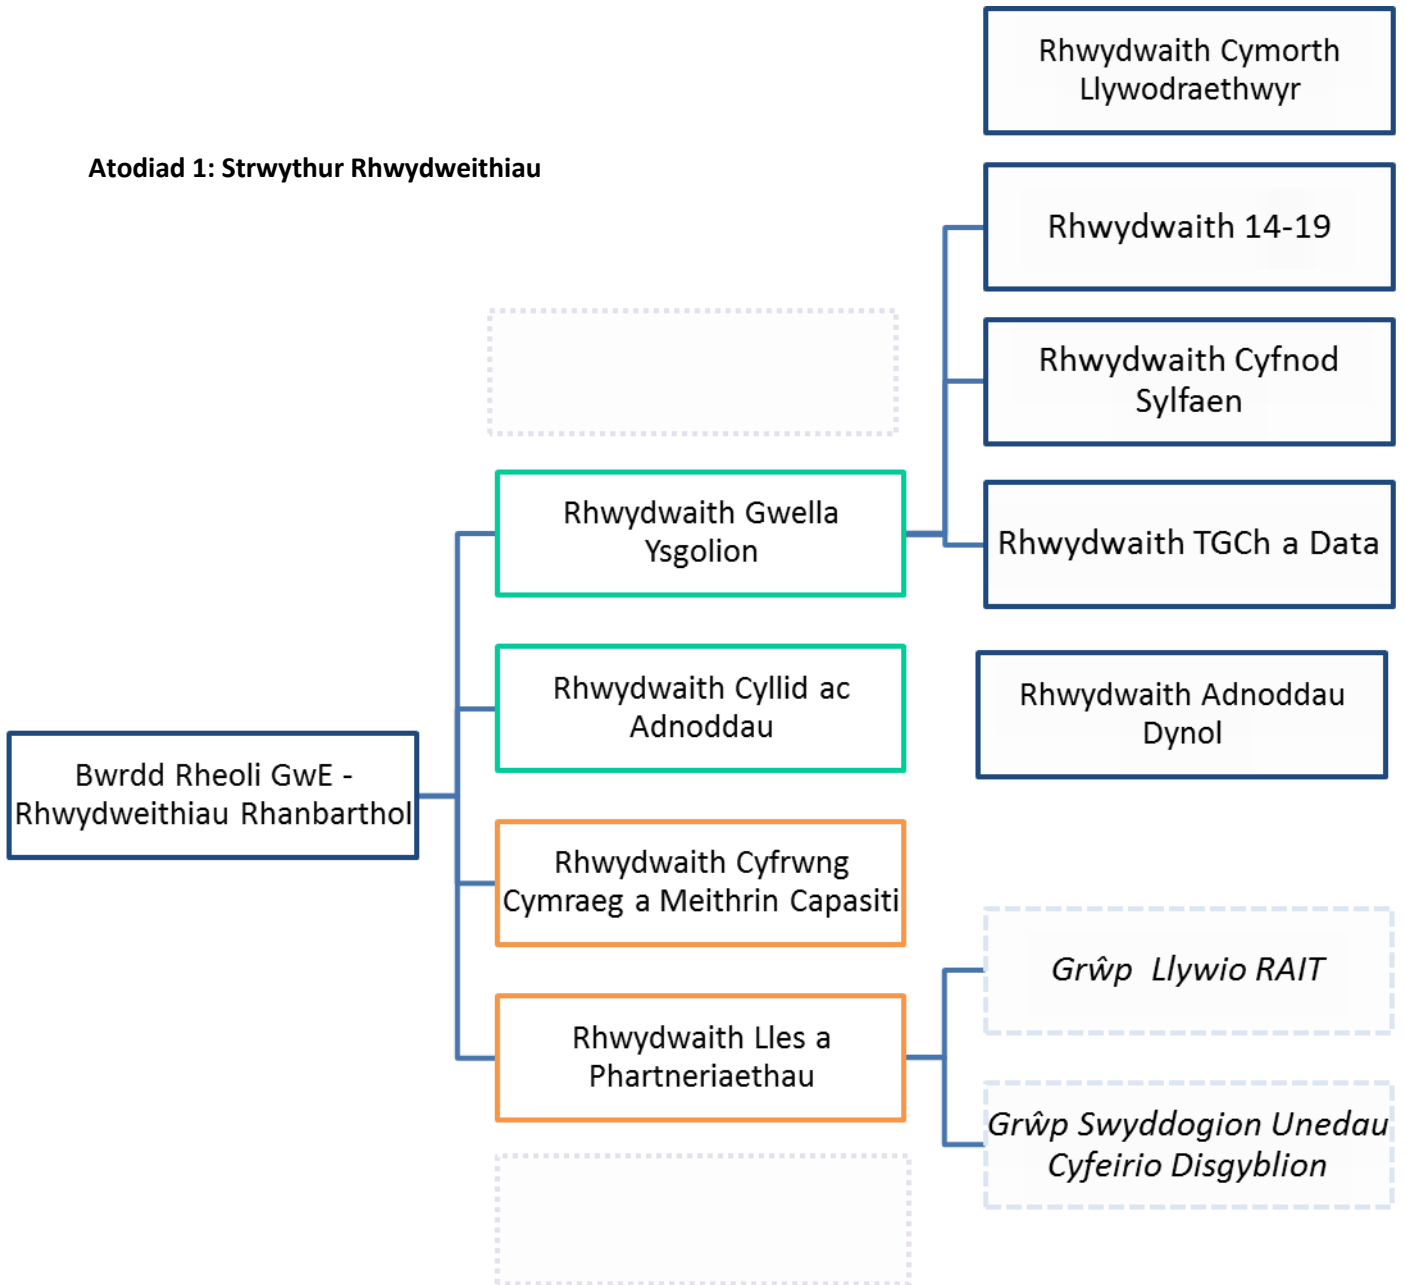 Atodiad 1: Strwythur Rhwydweithiau
Bwrdd Rheoli GwE -
Rhwydweithiau Rhanbarthol
Rhwydwaith Gwella
Ysgolion
Rhwydwaith Cyllid ac
Adnoddau
Rhwydwaith Cyfrwng
Cymraeg a Meithrin Capasiti
Rhwydwaith Lles a
Phartneriaethau
Rhwydwaith Cymorth
Llywodraethwyr
Rhwydwaith 14-19
Rhwydwaith Cyfnod
Sylfaen
Rhwydwaith TGCh a Data
Rhwydwaith Adnoddau
Dynol
Grŵp Llywio RAIT
Grŵp Swyddogion Unedau
Cyfeirio Disgyblion